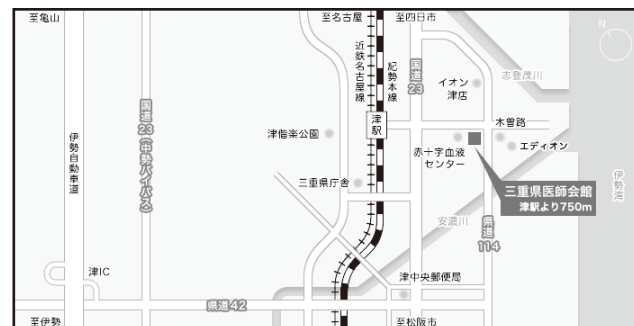 至亀山
至名古屋
至四日市
N
近鉄名古屋線
紀勢本線
国道
23
志登茂川
イオン
津店
国道23(中勢バイパス)
伊勢自動車道
津偕楽公園
津駅
木曽路
赤十字血液
センター
エディオン
伊勢湾
三重県庁舎
三重県医師会館
津駅より750m
安濃川
県道
114
津IC
津中央郵便局
県道42
至伊勢
至松阪市